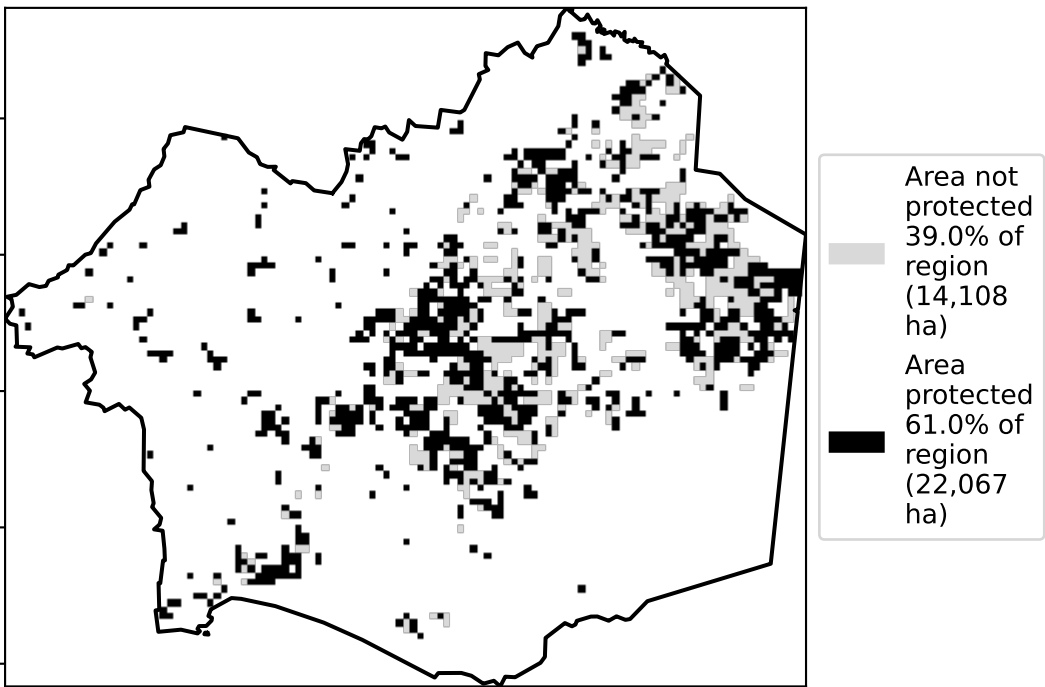 Area not
protected
39.0% of
region
(14,108
ha)
Area
protected
61.0% of
region
(22,067
ha)